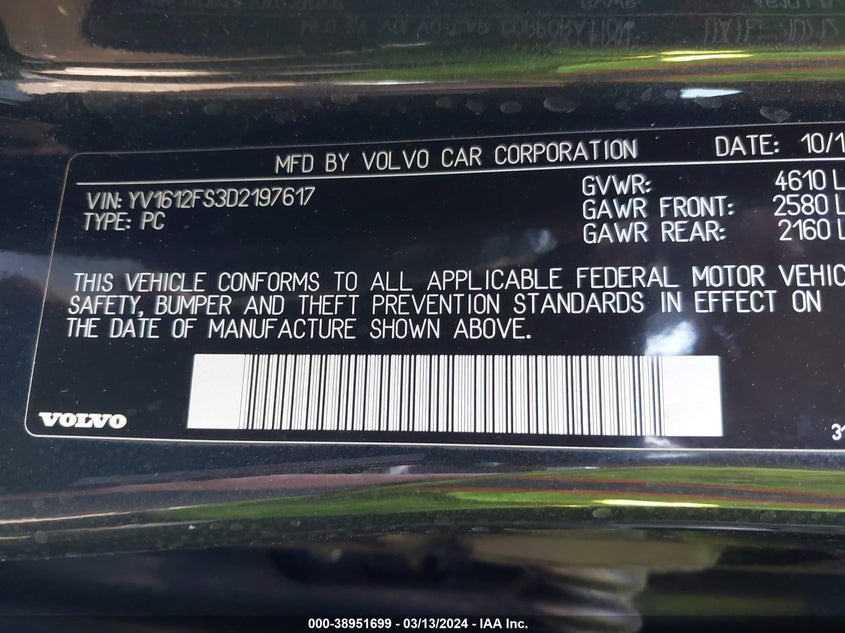 MFD BY VOLVO CAR CORPORATION DATE: 10/1
VIN: YV1612FS3D2197617 GVWR: 4610 L
TYPE: PC GAWR FRONT: 2580 L
GAWR REAR: 2160 L
THIS VEHICLE CONFORMS TO ALL APPLICABLE FEDERAL MOTOR VEHIC
SAFETY, BUMPER AND THEFT PREVENTION STANDARDS IN EFFECT ON
THE DATE OF MANUFACTURE SHOWN ABOVE.
VOLVO
31
000-38951699 - 03/13/2024 - IAA Inc.